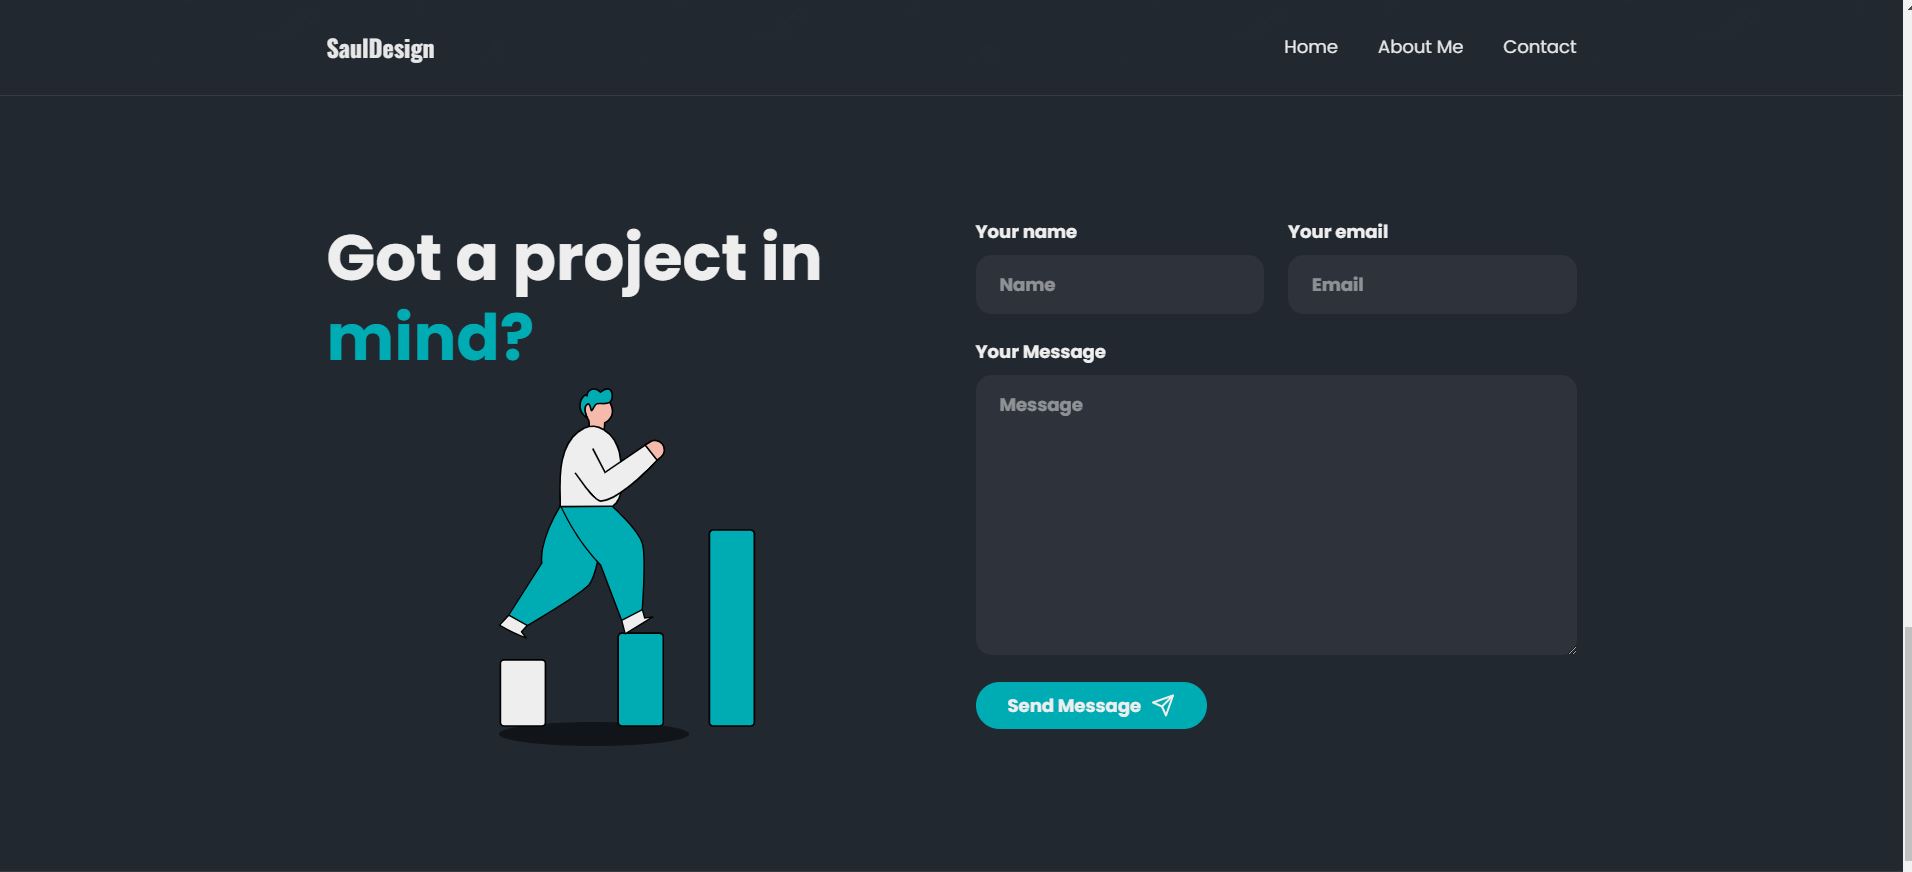 SaulDesign
Home
About Me
Contact
Got a project in
mind?
Your name
Your email
Name
Email
Your Message
Message
Send Message